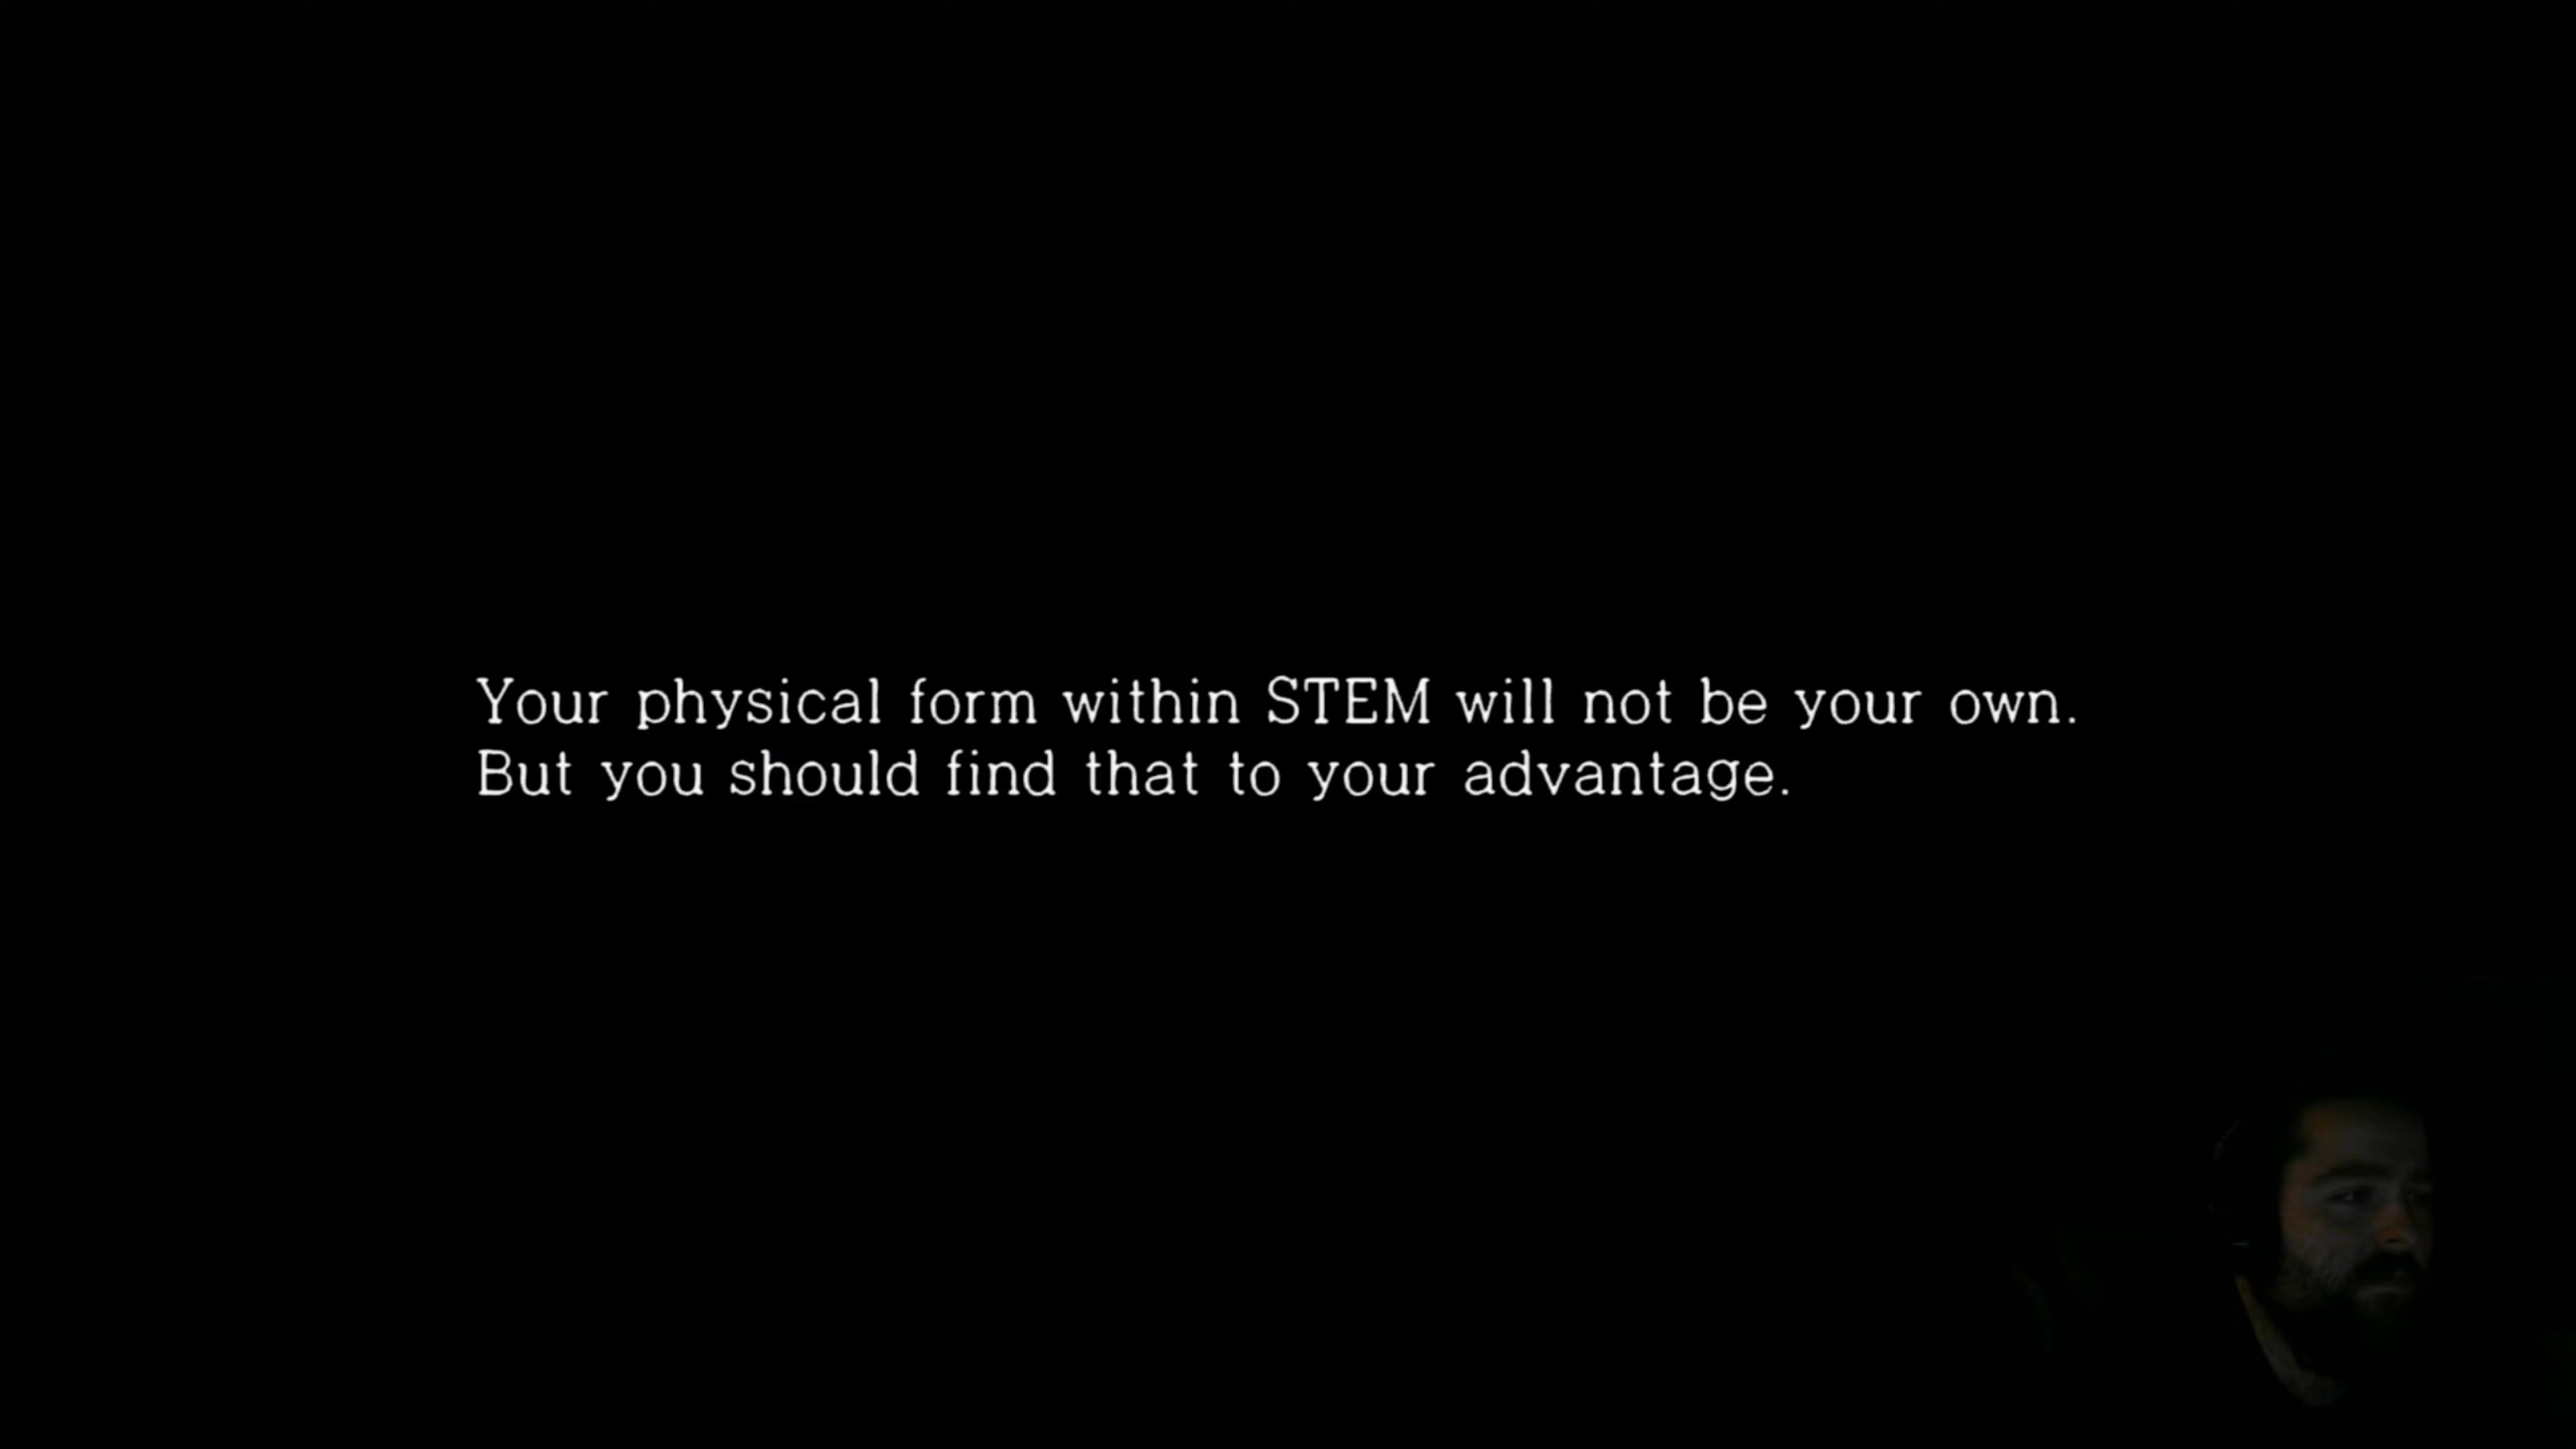 Your physical form within STEM will not be your own.
But you should find that to your advantage.